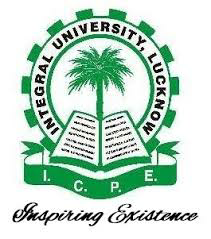 INTEGRAL UNIVERSITY, LUCKNOW
I. C. P. E.
Inspiring Existence